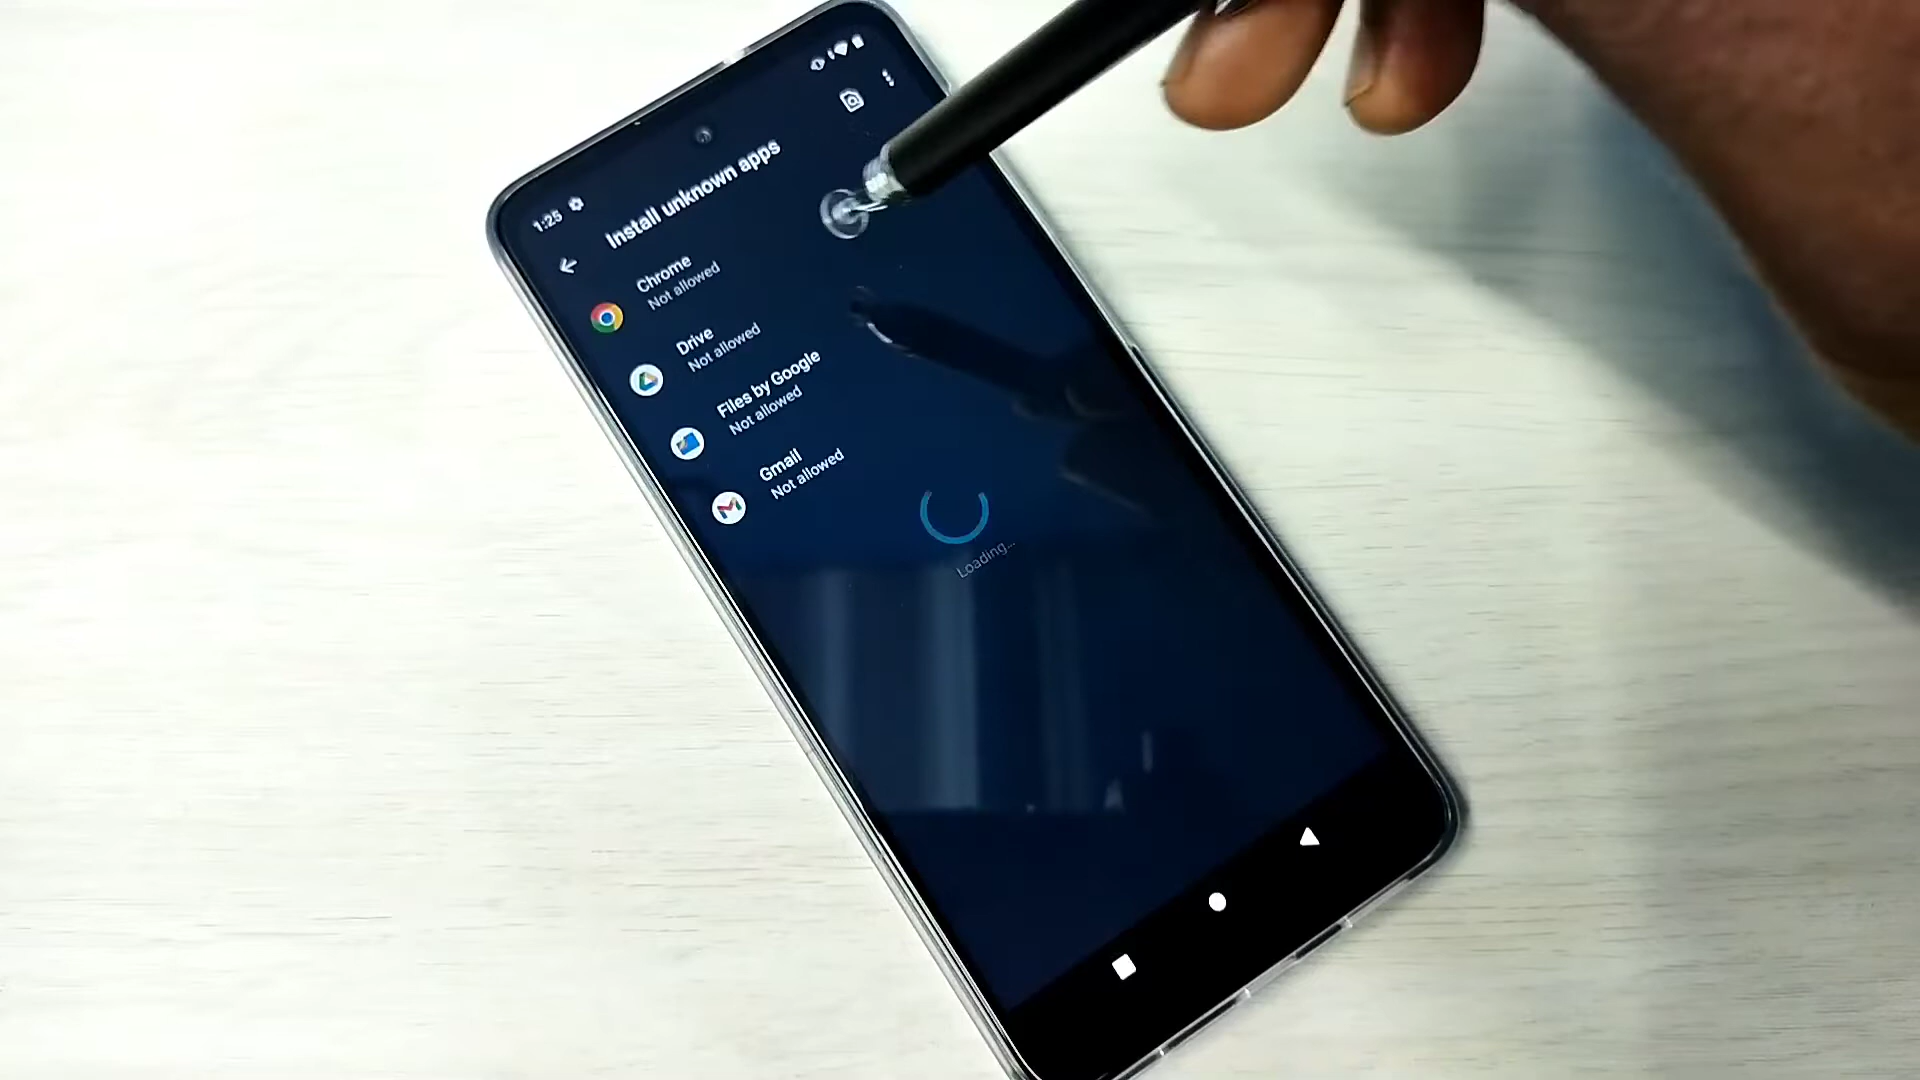 1:25
Install unknown apps
Chrome
Not allowed
Drive
Not allowed
Files by Google
Not allowed
Gmail
Not allowed
Loading...